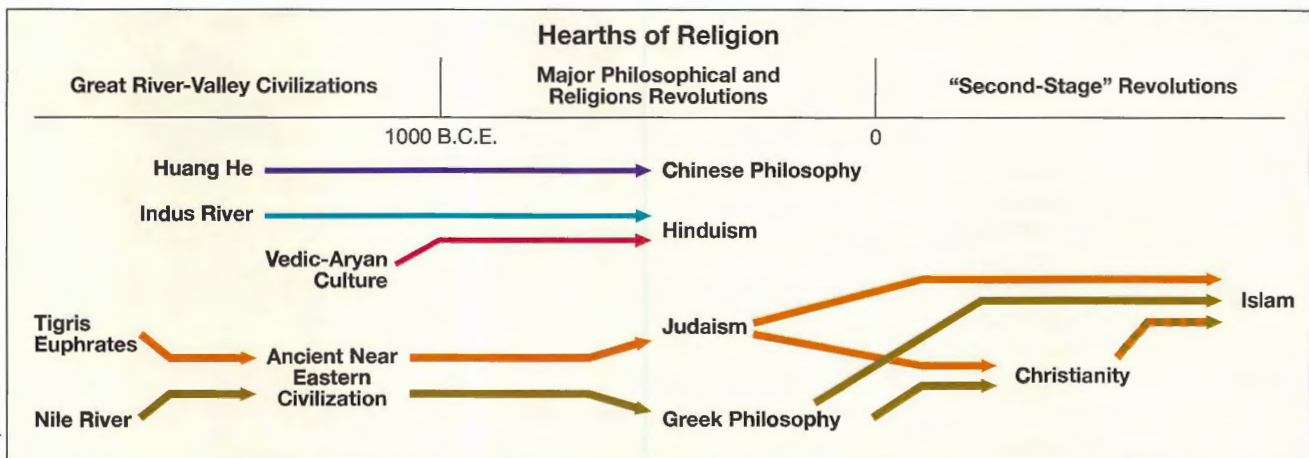 Hearths of Religion
Great River-Valley Civilizations
Major Philosophical and
Religions Revolutions
“Second-Stage” Revolutions
1000 B.C.E.
0
Huang He
Chinese Philosophy
Indus River
Hinduism
Vedic-Aryan
Culture
Tigris
Euphrates
Ancient Near
Eastern
Civilization
Judaism
Islam
Christianity
Nile River
Greek Philosophy